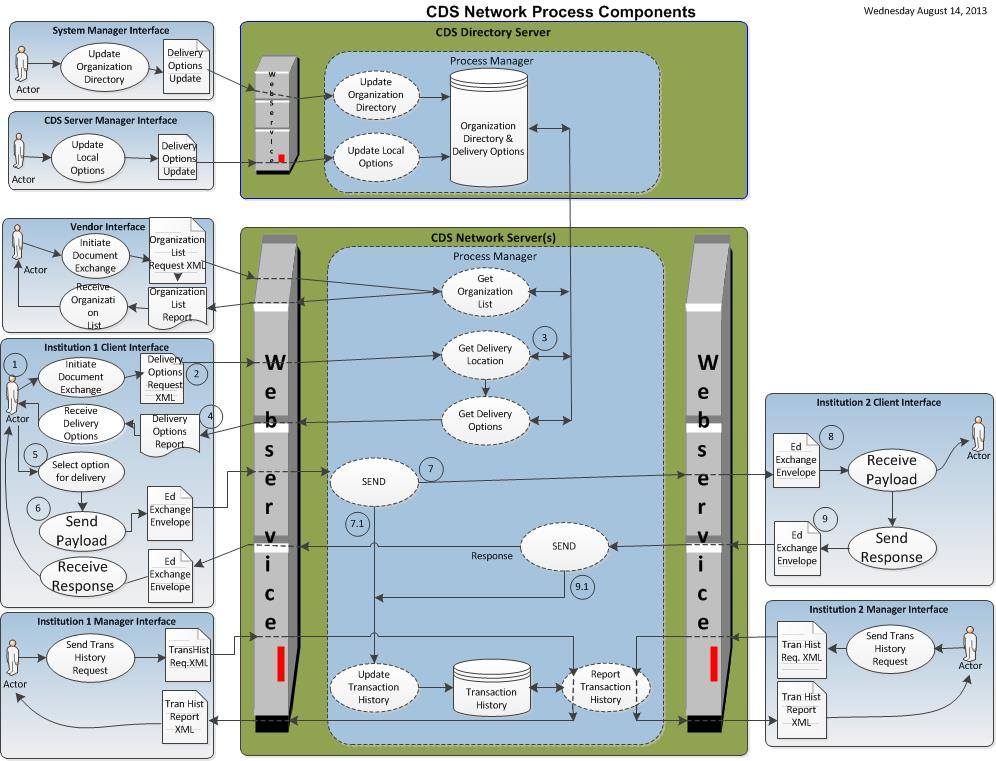 CDS Network Process Components
Wednesday August 14, 2013
System Manager Interface
Actor
Update
Organization
Directory
Delivery
Options
Update
CDS Server Manager Interface
Actor
Update
Local
Options
Delivery
Options
Update
CDS Directory Server
Webservice
Process Manager
Update
Organization
Directory
Update Local
Options
Organization
Directory &
Delivery Options
Vendor Interface
Actor
Initiate
Document
Exchange
Organization
List
Request XML
Receive
Organizati
on
List
Organization
List
Report
Institution 1 Client Interface
1
Actor
Initiate
Document
Exchange
Delivery
Options
Request
XML
2
Receive
Delivery
Options
Delivery
Options
Report
4
5
Select option
for delivery
6
Send
Payload
Ed
Exchange
Envelope
Receive
Response
Ed
Exchange
Envelope
Institution 1 Manager Interface
Actor
Send Trans
History
Request
TransHist
Req.XML
Tran Hist
Report
XML
CDS Network Server(s)
Webservice
Process Manager
Get
Organization
List
Get Delivery
Location
3
Get Delivery
Options
SEND
7
7.1
Response
SEND
9.1
Update
Transaction
History
Transaction
History
Report
Transaction
History
Webservice
Institution 2 Client Interface
Ed
Exchange
Envelope
8
Receive
Payload
Actor
Ed
Exchange
Envelope
9
Send
Response
Institution 2 Manager Interface
Tran Hist
Req. XML
Send Trans
History
Request
Actor
Tran Hist
Report
XML